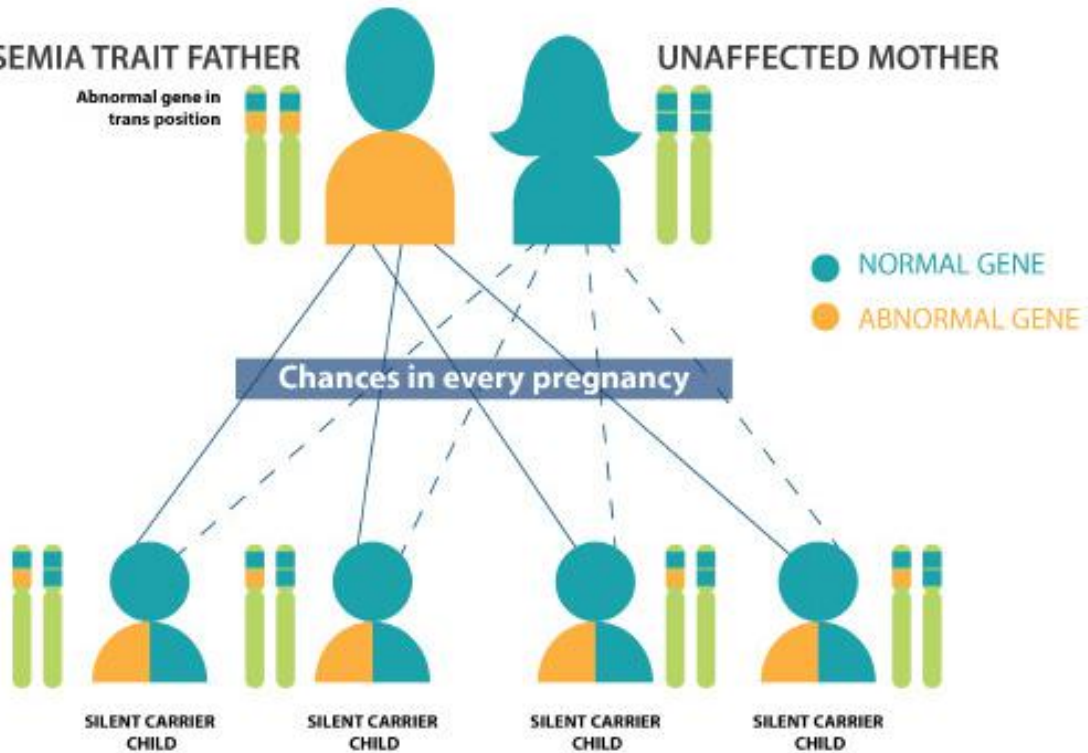 SEMIA TRAIT FATHER
UNAFFECTED MOTHER
Abnormal gene in
trans position
NORMAL GENE
ABNORMAL GENE
Chances in every pregnancy
SILENT CARRIER
CHILD
SILENT CARRIER
CHILD
SILENT CARRIER
CHILD
SILENT CARRIER
CHILD